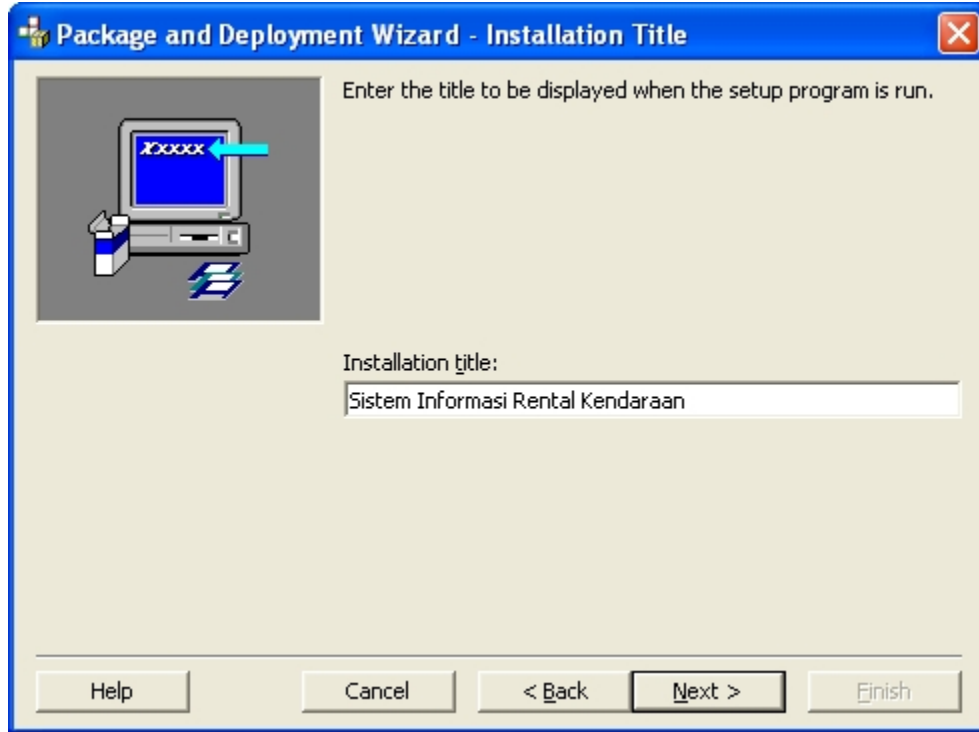 Package and Deployment Wizard - Installation Title
Enter the title to be displayed when the setup program is run.
Xxxxx
Installation title:
Sistem Informasi Rental Kendaraan
Help
Cancel
< Back
Next >
Finish